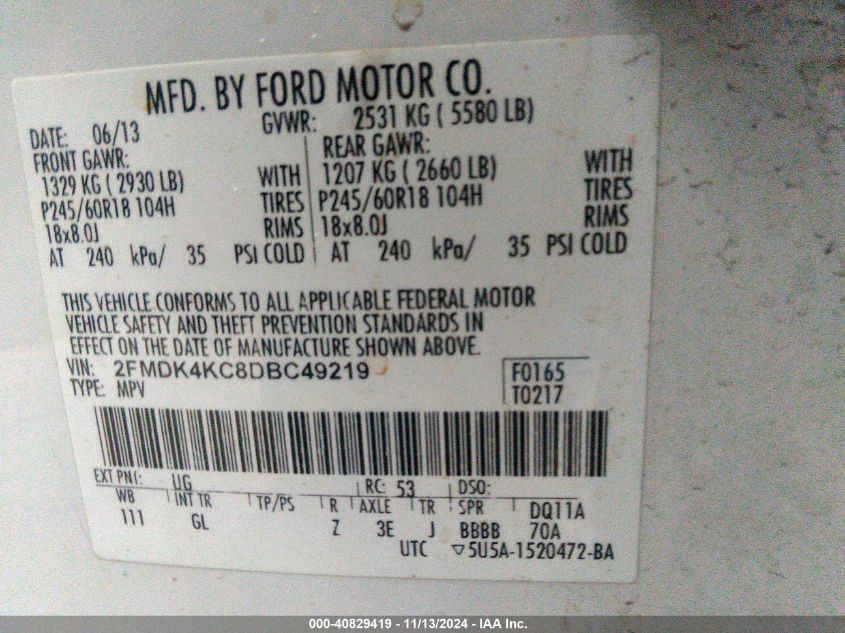 MFD. BY FORD MOTOR CO.
DATE: 06/13 GVWR: 2531 KG ( 5580 LB)
FRONT GAWR: REAR GAWR:
1329 KG ( 2930 LB) WITH 1207 KG ( 2660 LB) WITH
P245/60R18 104H TIRES P245/60R18 104H TIRES
18x8.0J RIMS 18x8.0J RIMS
AT 240 kPa/ 35 PSI COLD AT 240 kPa/ 35 PSI COLD
THIS VEHICLE CONFORMS TO ALL APPLICABLE FEDERAL MOTOR
VEHICLE SAFETY AND THEFT PREVENTION STANDARDS IN
EFFECT ON THE DATE OF MANUFACTURE SHOWN ABOVE.
VIN: 2FMDK4KC8DBC49219 F0165
TYPE: MPV T0217
EXT PNT: UG RC: 53 DSO:
WB INT TR TP/PS R AXLE TR SPR DQ11A
111 GL Z 3E J BBBB 70A
UTC ▽5U5A-1520472-BA
000-40829419 - 11/13/2024 - IAA Inc.